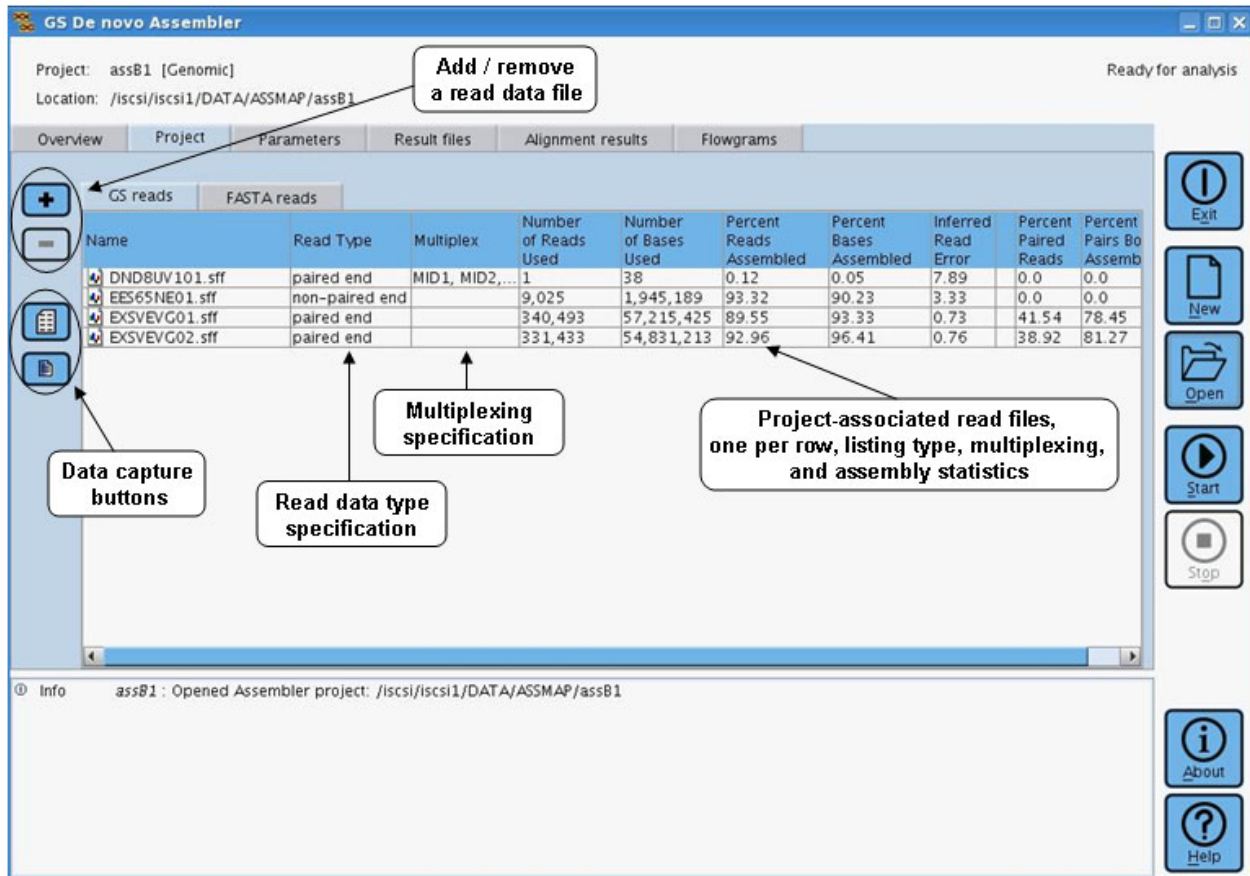 GS De novo Assembler
Project: assB1 [Genomic]
Ready for analysis
Location: /iscsi/iscsi1/DATA/ASSMAP/assB1
Add / remove
a read data file
Overview Project Parameters Result files Alignment results Flowgrams
GS reads FASTA reads
Name Read Type Multiplex Number of Reads Used Number of Bases Used Percent Reads Assembled Percent Bases Assembled Inferred Read Error Percent Paired Reads Percent Pairs Bo Assemb
DND8UV101.sff paired end MID1, MID2,... 1 38 0.12 0.05 7.89 0.0 0.0
EES65NE01.sff non-paired end 9,025 1,945,189 93.32 90.23 3.33 0.0 0.0
EXSVEVG01.sff paired end 340,493 57,215,425 89.55 93.33 0.73 41.54 78.45
EXSVEVG02.sff paired end 331,433 54,831,213 92.96 96.41 0.76 38.92 81.27
Multiplexing
specification
Project-associated read files,
one per row, listing type, multiplexing,
and assembly statistics
Data capture
buttons
Read data type
specification
Exit
New
Open
Start
Stop
Info assB1 : Opened Assembler project: /iscsi/iscsi1/DATA/ASSMAP/assB1
About
Help